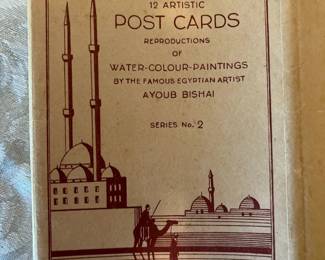 12 ARTISTIC
POST CARDS
REPRODUCTIONS
OF
WATER-COLOUR-PAINTINGS
BY THE FAMOUS EGYPTIAN ARTIST
AYOUB BISHAI
SERIES No. 2